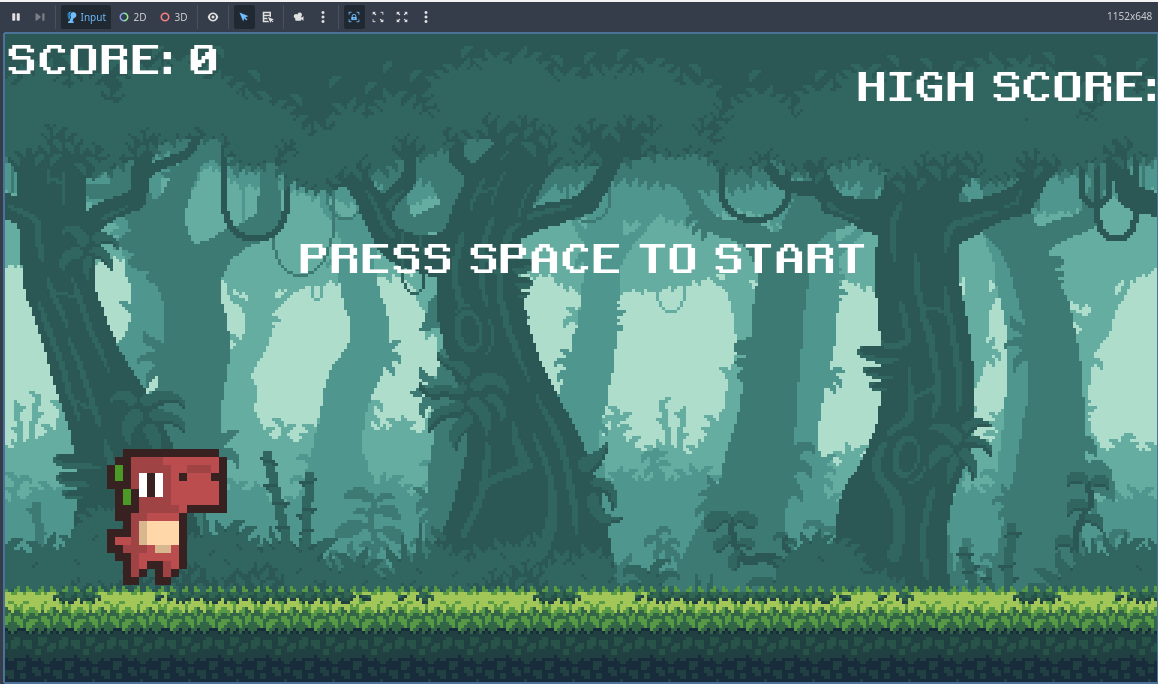 Input 2D 3D 1152x648
SCORE: 0
HIGH SCORE:
PRESS SPACE TO START